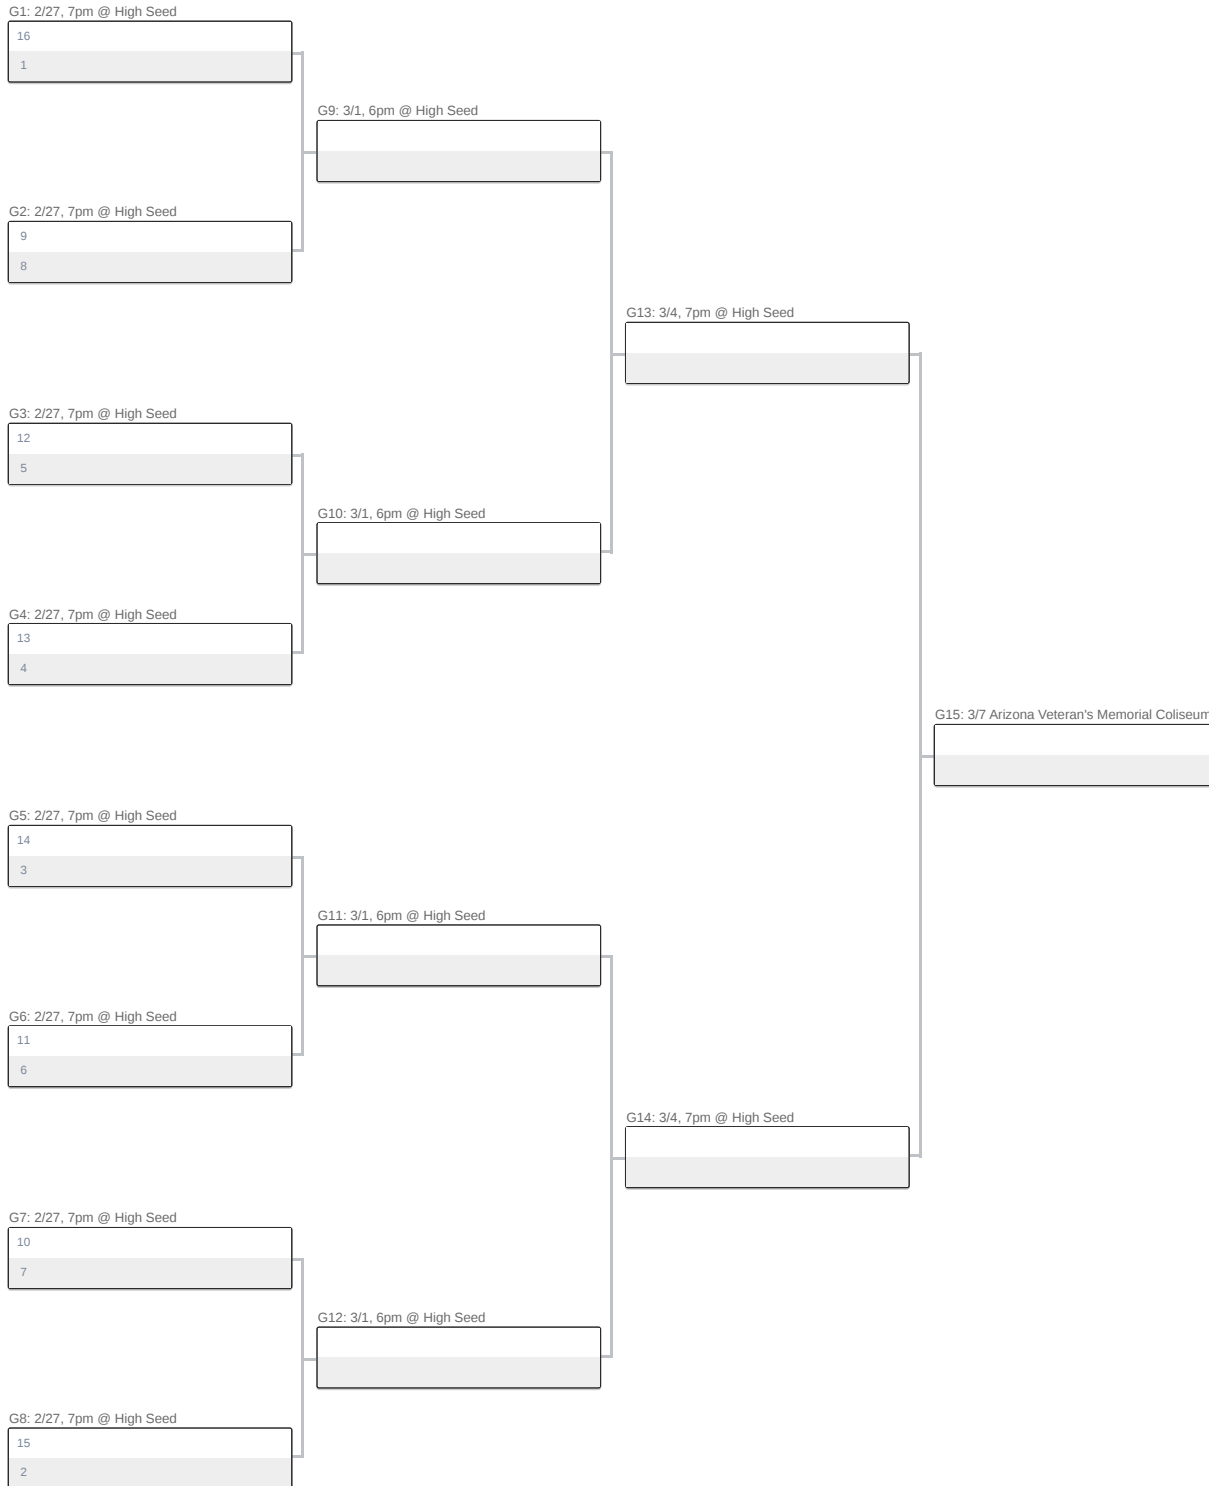 G1: 2/27, 7pm @ High Seed
16
1
G9: 3/1, 6pm @ High Seed
G2: 2/27, 7pm @ High Seed
9
8
G13: 3/4, 7pm @ High Seed
G3: 2/27, 7pm @ High Seed
12
5
G10: 3/1, 6pm @ High Seed
G4: 2/27, 7pm @ High Seed
13
4
G15: 3/7 Arizona Veteran's Memorial Coliseum
G5: 2/27, 7pm @ High Seed
14
3
G11: 3/1, 6pm @ High Seed
G6: 2/27, 7pm @ High Seed
11
6
G14: 3/4, 7pm @ High Seed
G7: 2/27, 7pm @ High Seed
10
7
G12: 3/1, 6pm @ High Seed
G8: 2/27, 7pm @ High Seed
15
2